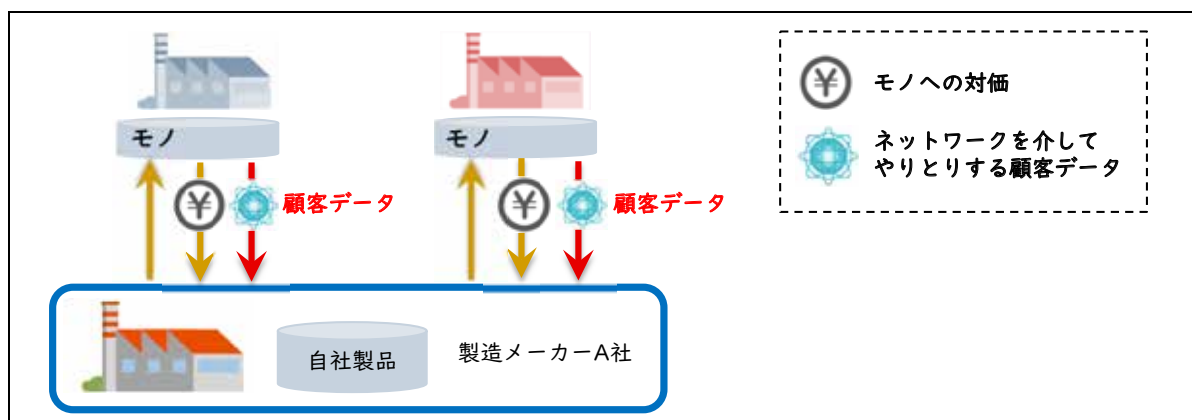 モノ
モノ
¥
モノへの対価
ネットワークを介して
やりとりする顧客データ
¥
顧客データ
¥
顧客データ
自社製品
製造メーカーA社